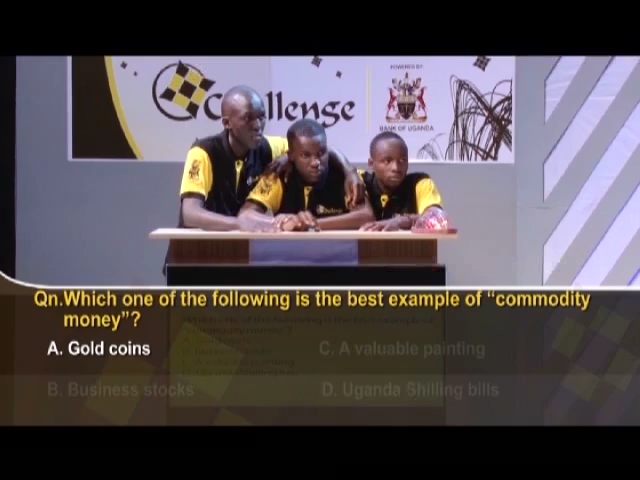 Challenge
POWERED BY:
BANK OF UGANDA
Qn.Which one of the following is the best example of “commodity
money”?
A. Gold coins
C. A valuable painting
B. Business stocks
D. Uganda Shilling bills